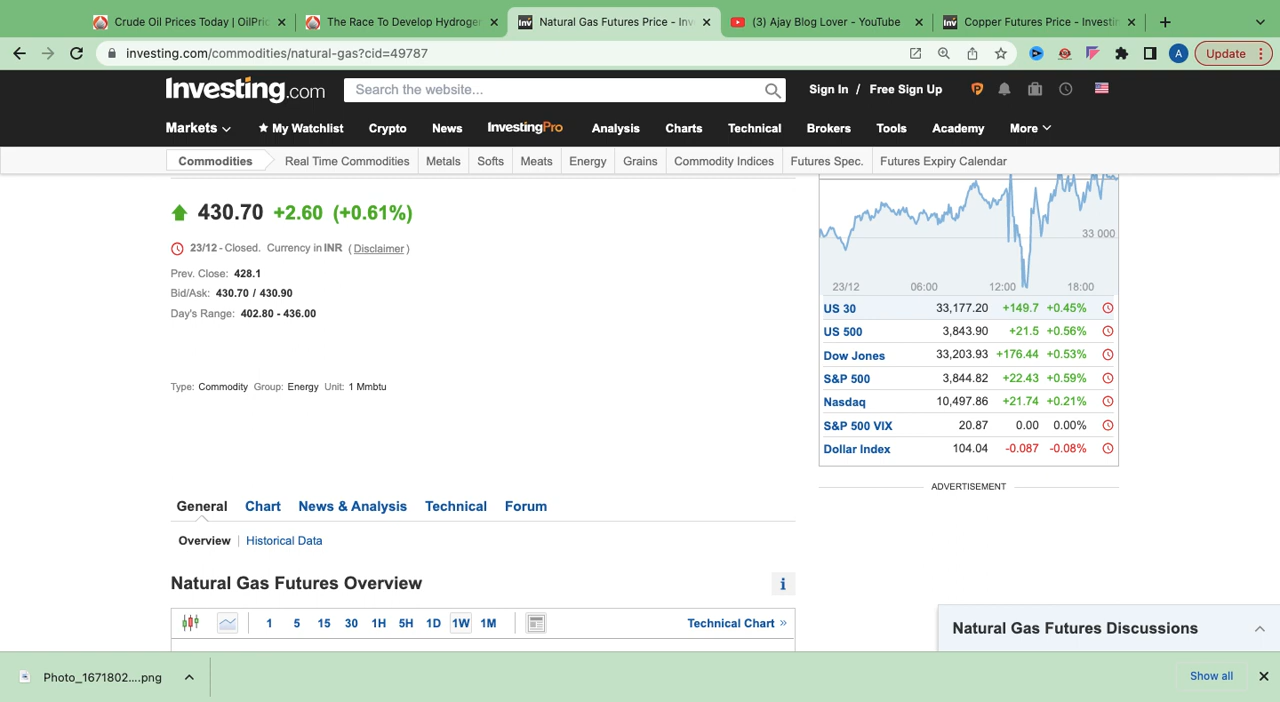 Crude Oil Prices Today | OilPric
The Race To Develop Hydrogen
Natural Gas Futures Price - Inv
(3) Ajay Blog Lover - YouTube
Copper Futures Price - Investin
investing.com/commodities/natural-gas?cid=49787
A
Update
Investing.com
Search the website...
Sign In / Free Sign Up
Markets
My Watchlist
Crypto
News
InvestingPro
Analysis
Charts
Technical
Brokers
Tools
Academy
More
Commodities
Real Time Commodities
Metals
Softs
Meats
Energy
Grains
Commodity Indices
Futures Spec.
Futures Expiry Calendar
430.70 +2.60 (+0.61%)
23/12 - Closed. Currency in INR ( Disclaimer )
Prev. Close: 428.1
Bid/Ask: 430.70 / 430.90
Day's Range: 402.80 - 436.00
Type: Commodity Group: Energy Unit: 1 Mmbtu
33 000
23/12 06:00 12:00 18:00
US 30 33,177.20 +149.7 +0.45%
US 500 3,843.90 +21.5 +0.56%
Dow Jones 33,203.93 +176.44 +0.53%
S&P 500 3,844.82 +22.43 +0.59%
Nasdaq 10,497.86 +21.74 +0.21%
S&P 500 VIX 20.87 0.00 0.00%
Dollar Index 104.04 -0.087 -0.08%
ADVERTISEMENT
General Chart News & Analysis Technical Forum
Overview | Historical Data
Natural Gas Futures Overview
i
1 5 15 30 1H 5H 1D 1W 1M
Technical Chart »
Natural Gas Futures Discussions
Photo_1671802....png
Show all